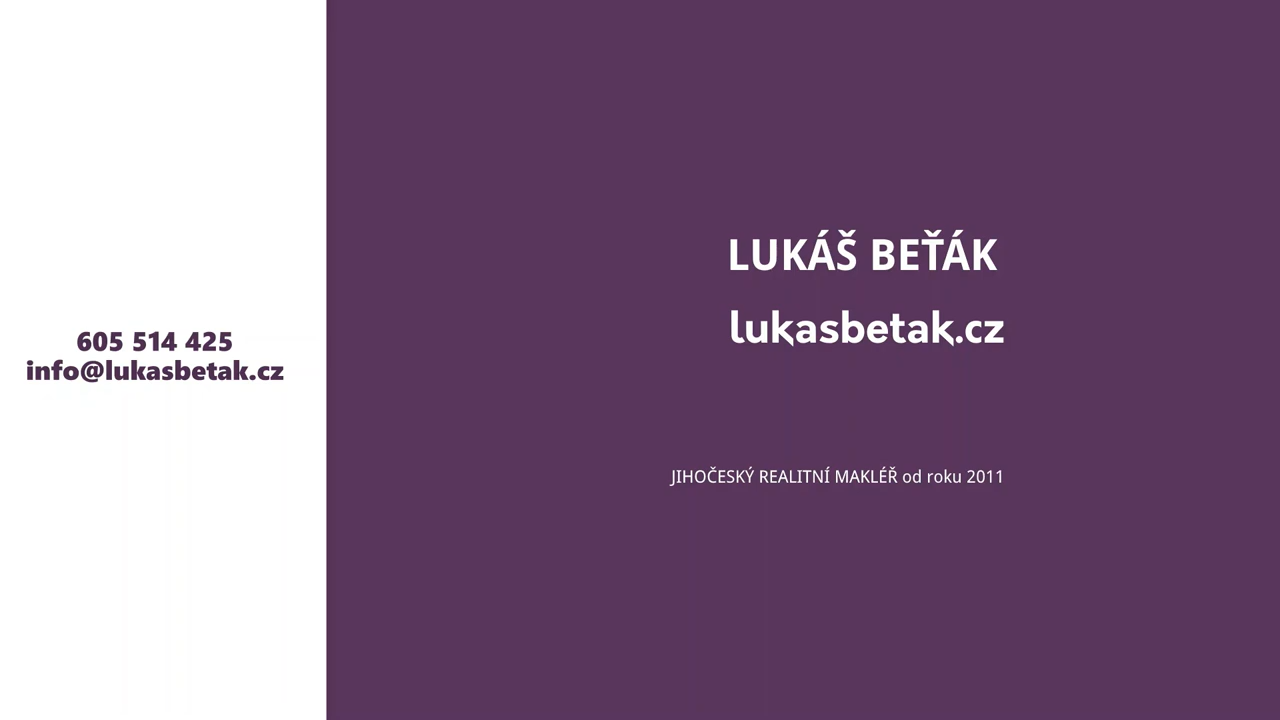 605 514 425
info@lukasbetak.cz
LUKÁŠ BEŤÁK
lukasbetak.cz
JIHOČESKÝ REALITNÍ MAKLÉŘ od roku 2011